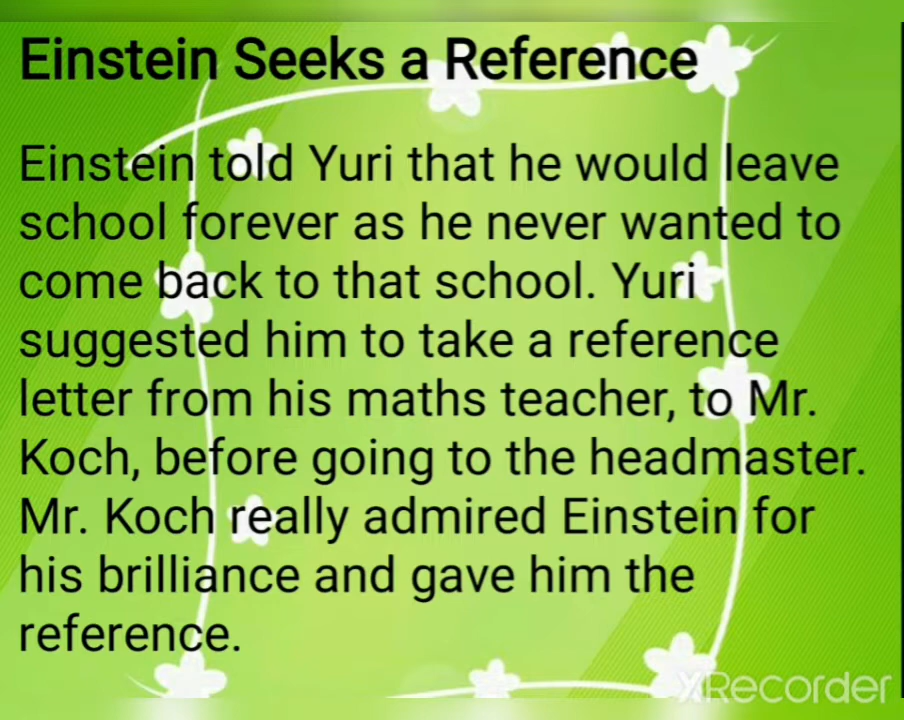 Einstein Seeks a Reference
Einstein told Yuri that he would leave
school forever as he never wanted to
come back to that school. Yuri
suggested him to take a reference
letter from his maths teacher, to Mr.
Koch, before going to the headmaster.
Mr. Koch really admired Einstein for
his brilliance and gave him the
reference.
XRecorder